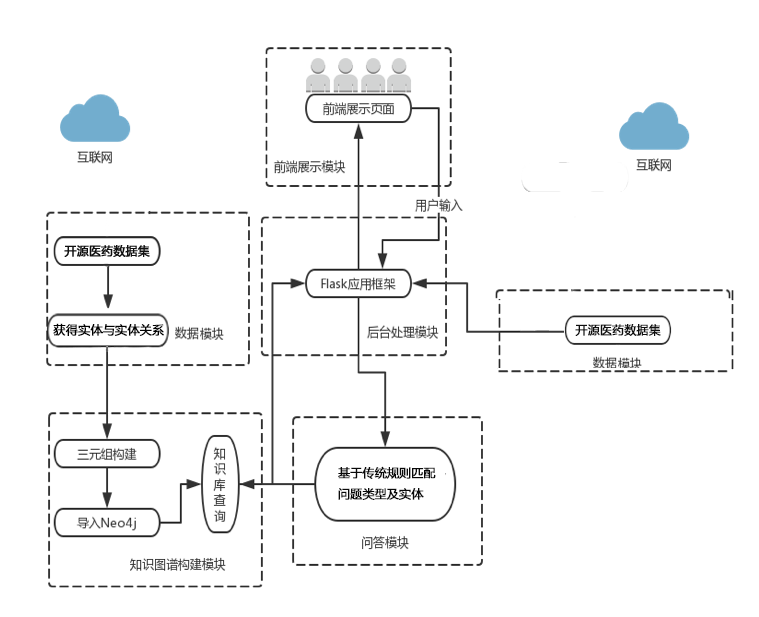 前端展示页面
互联网
互联网
前端展示模块
用户输入
开源医药数据集
Flask应用框架
获得实体与实体关系
数据模块
后台处理模块
开源医药数据集
数据模块
三元组构建
知识库查询
基于传统规则匹配
问题类型及实体
导入Neo4j
问答模块
知识图谱构建模块